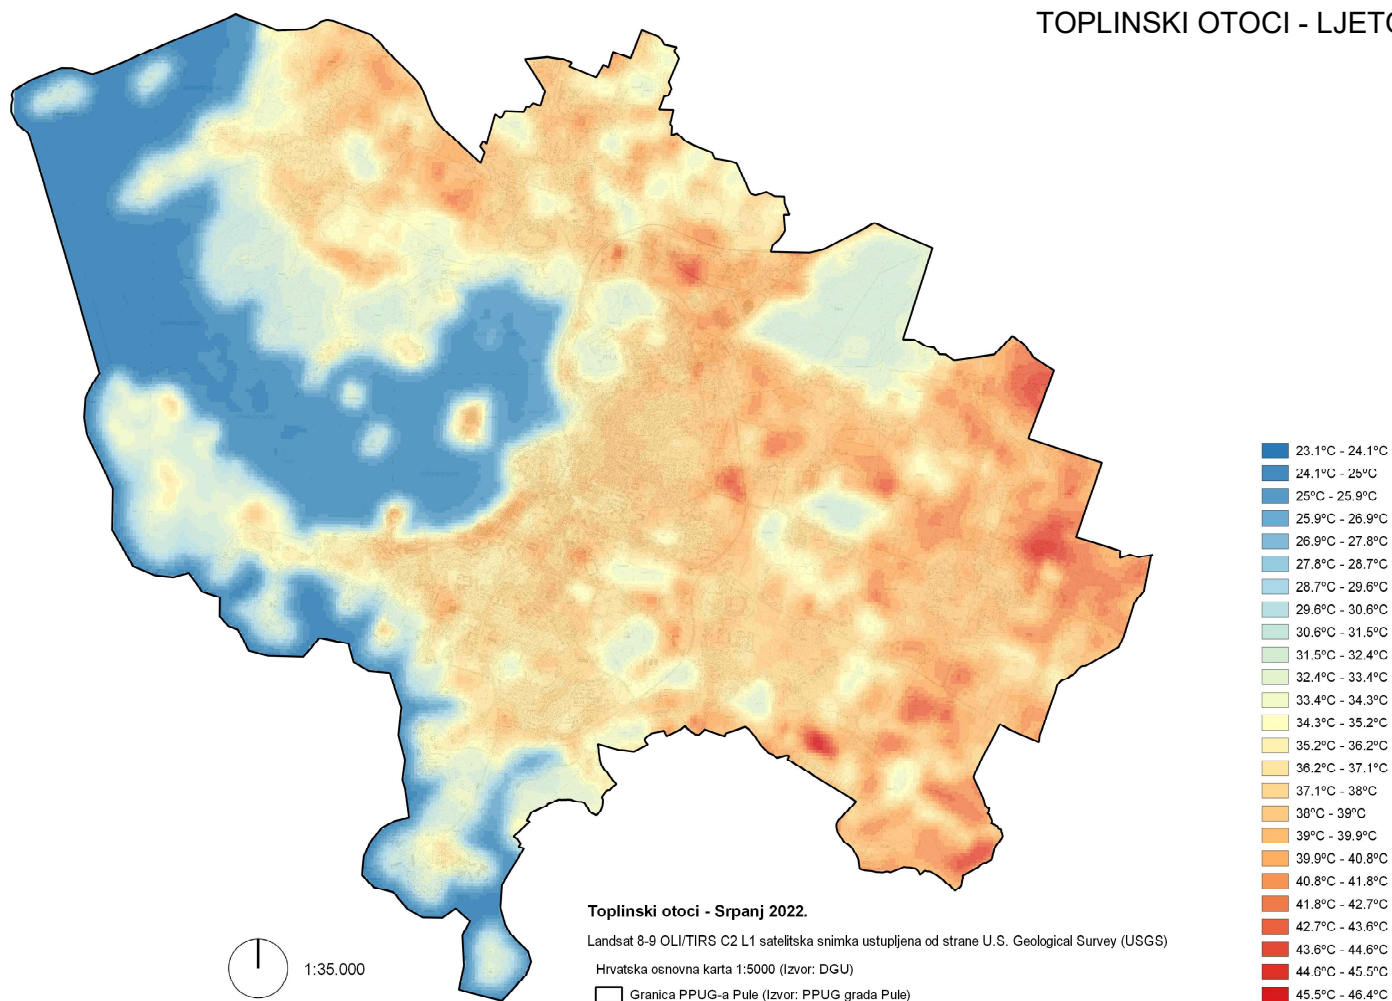 TOPLINSKI OTOCI - LJETO
23.1°C - 24.1°C
24.1°C - 25°C
25°C - 25.9°C
25.9°C - 26.9°C
26.9°C - 27.8°C
27.8°C - 28.7°C
28.7°C - 29.6°C
29.6°C - 30.6°C
30.6°C - 31.5°C
31.5°C - 32.4°C
32.4°C - 33.4°C
33.4°C - 34.3°C
34.3°C - 35.2°C
35.2°C - 36.2°C
36.2°C - 37.1°C
37.1°C - 38°C
38°C - 39°C
39°C - 39.9°C
39.9°C - 40.8°C
40.8°C - 41.8°C
41.8°C - 42.7°C
42.7°C - 43.6°C
43.6°C - 44.6°C
44.6°C - 45.5°C
45.5°C - 46.4°C
Toplinski otoci - Srpanj 2022.
Landsat 8-9 OLI/TIRS C2 L1 satelitska snimka ustupljena od strane U.S. Geological Survey (USGS)
Hrvatska osnovna karta 1:5000 (Izvor: DGU)
Granica PPUG-a Pule (Izvor: PPUG grada Pule)
1:35.000